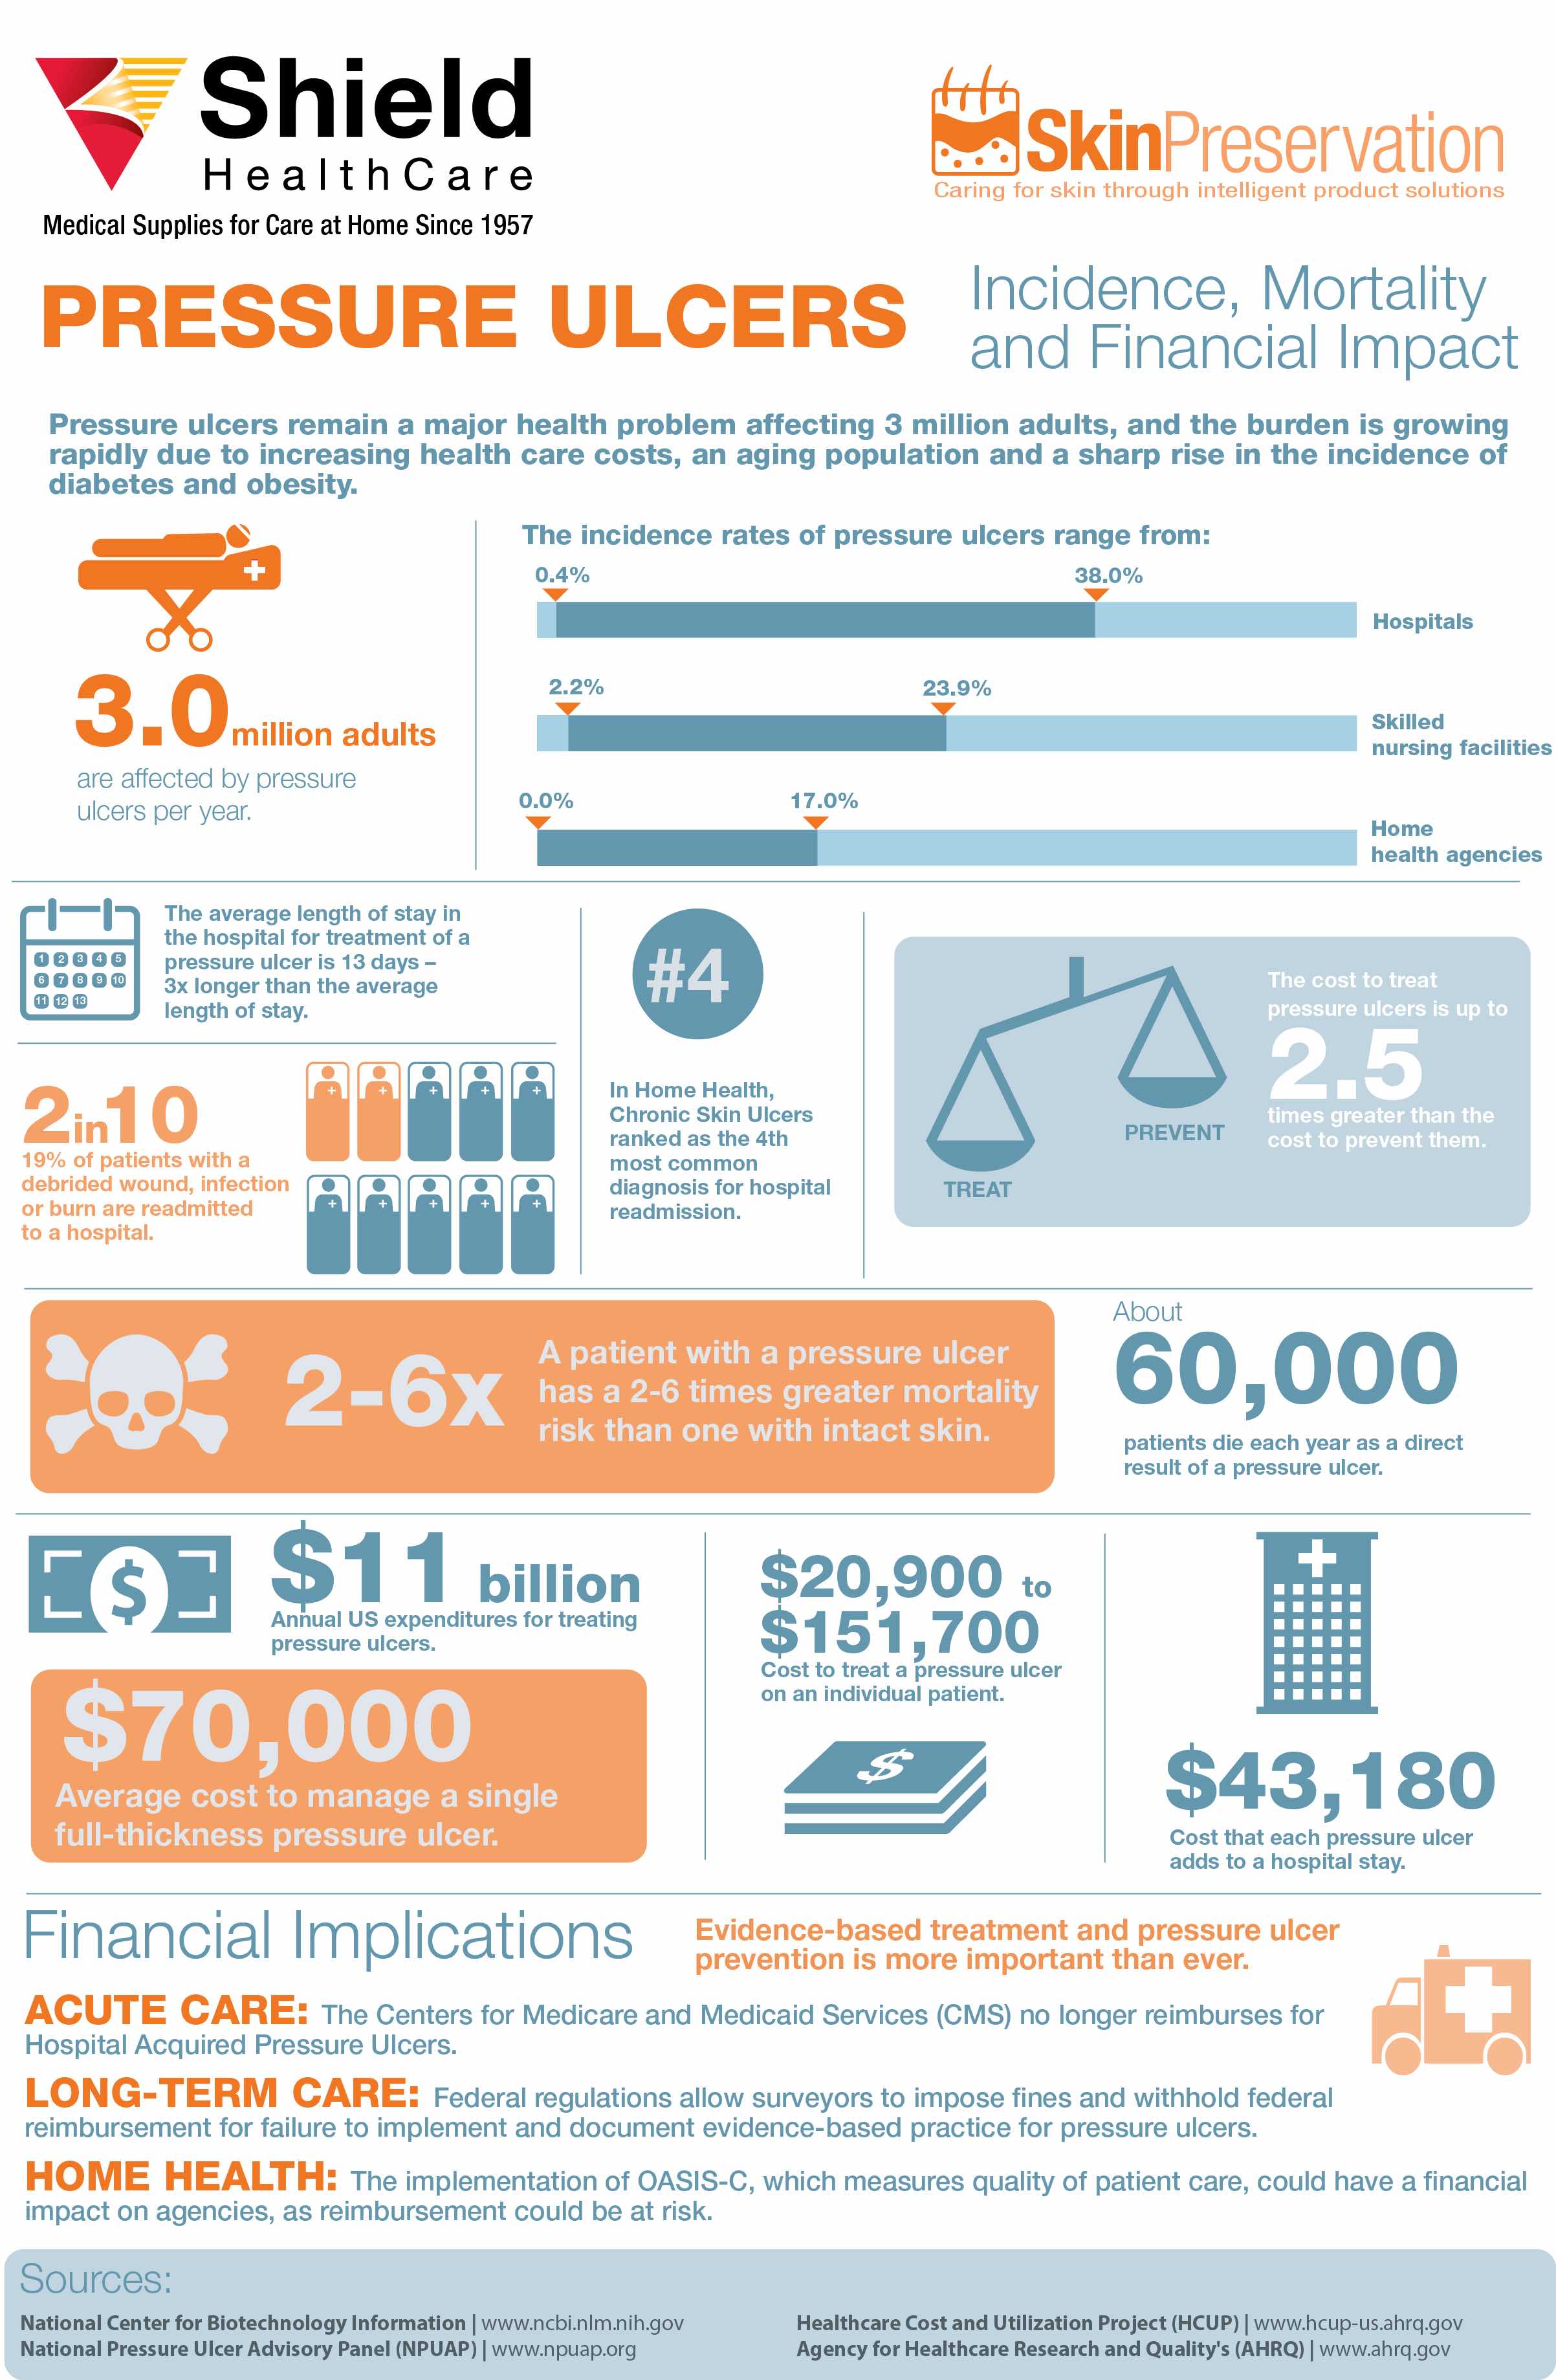 Shield
HealthCare
Medical Supplies for Care at Home Since 1957
SkinPreservation
Caring for skin through intelligent product solutions
PRESSURE ULCERS
Incidence, Mortality
and Financial Impact
Pressure ulcers remain a major health problem affecting 3 million adults, and the burden is growing
rapidly due to increasing health care costs, an aging population and a sharp rise in the incidence of
diabetes and obesity.
3.0 million adults
are affected by pressure
ulcers per year.
The incidence rates of pressure ulcers range from:
0.4% 38.0%
Hospitals
2.2% 23.9%
Skilled
nursing facilities
0.0% 17.0%
Home
health agencies
1 2 3 4 5
6 7 8 9 10
11 12 13
The average length of stay in
the hospital for treatment of a
pressure ulcer is 13 days –
3x longer than the average
length of stay.
2in10
19% of patients with a
debrided wound, infection
or burn are readmitted
to a hospital.
#4
In Home Health,
Chronic Skin Ulcers
ranked as the 4th
most common
diagnosis for hospital
readmission.
TREAT
PREVENT
The cost to treat
pressure ulcers is up to
2.5
times greater than the
cost to prevent them.
2-6x
A patient with a pressure ulcer
has a 2-6 times greater mortality
risk than one with intact skin.
About
60,000
patients die each year as a direct
result of a pressure ulcer.
$
$11 billion
Annual US expenditures for treating
pressure ulcers.
$70,000
Average cost to manage a single
full-thickness pressure ulcer.
$20,900 to
$151,700
Cost to treat a pressure ulcer
on an individual patient.
$
$43,180
Cost that each pressure ulcer
adds to a hospital stay.
Financial Implications
Evidence-based treatment and pressure ulcer
prevention is more important than ever.
ACUTE CARE: The Centers for Medicare and Medicaid Services (CMS) no longer reimburses for
Hospital Acquired Pressure Ulcers.
LONG-TERM CARE: Federal regulations allow surveyors to impose fines and withhold federal
reimbursement for failure to implement and document evidence-based practice for pressure ulcers.
HOME HEALTH: The implementation of OASIS-C, which measures quality of patient care, could have a financial
impact on agencies, as reimbursement could be at risk.
Sources:
National Center for Biotechnology Information | www.ncbi.nlm.nih.gov
National Pressure Ulcer Advisory Panel (NPUAP) | www.npuap.org
Healthcare Cost and Utilization Project (HCUP) | www.hcup-us.ahrq.gov
Agency for Healthcare Research and Quality's (AHRQ) | www.ahrq.gov